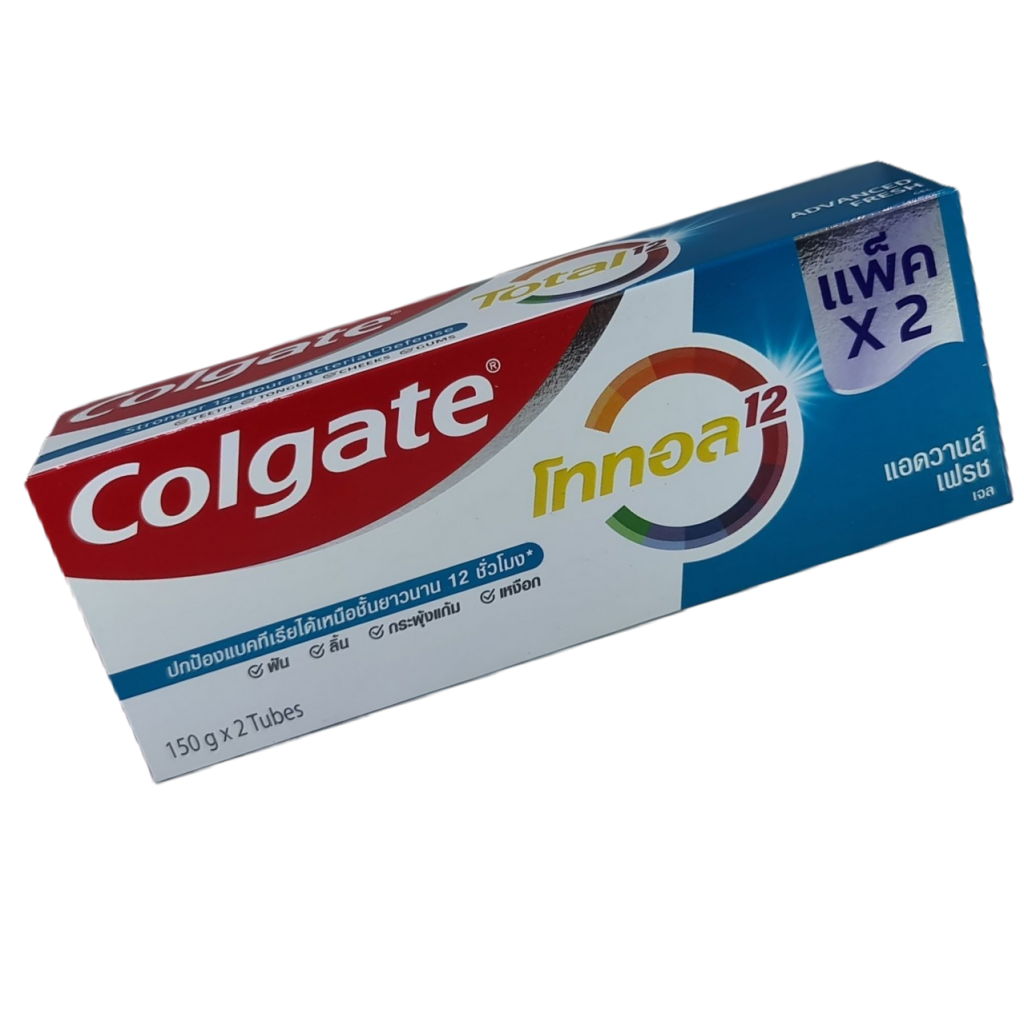 ADVANCED
FRESH
GEL
Total 12
Colgate®
Stronger 12-Hour Bacterial-Defense
TEETH TONGUE CHEEKS GUMS
แพ็ค
X 2
Colgate®
โททอล 12
แอดวานส์
เฟรช
เจล
ปกป้องแบคทีเรียได้เหนือชั้นยาวนาน 12 ชั่วโมง*
ฟัน ลิ้น กระพุ้งแก้ม เหงือก
150 g x 2 Tubes